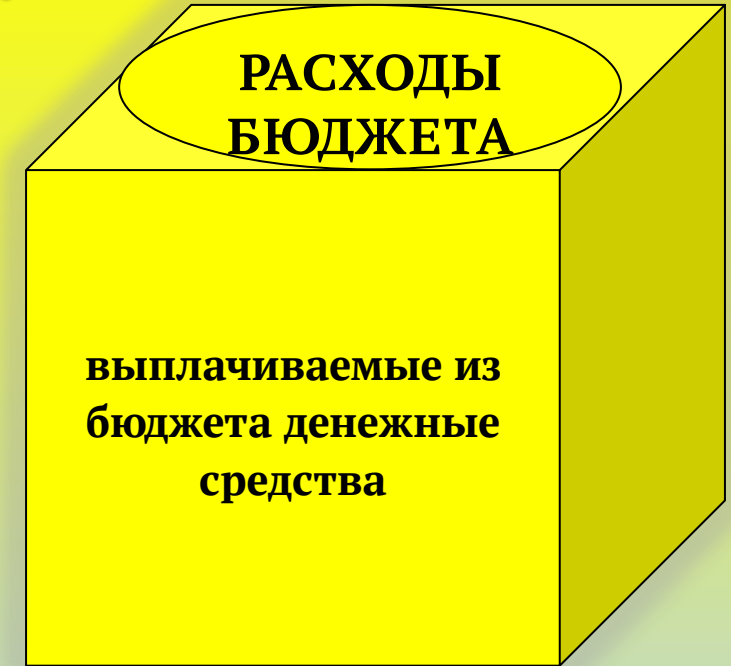 РАСХОДЫ
БЮДЖЕТА
выплачиваемые из
бюджета денежные
средства